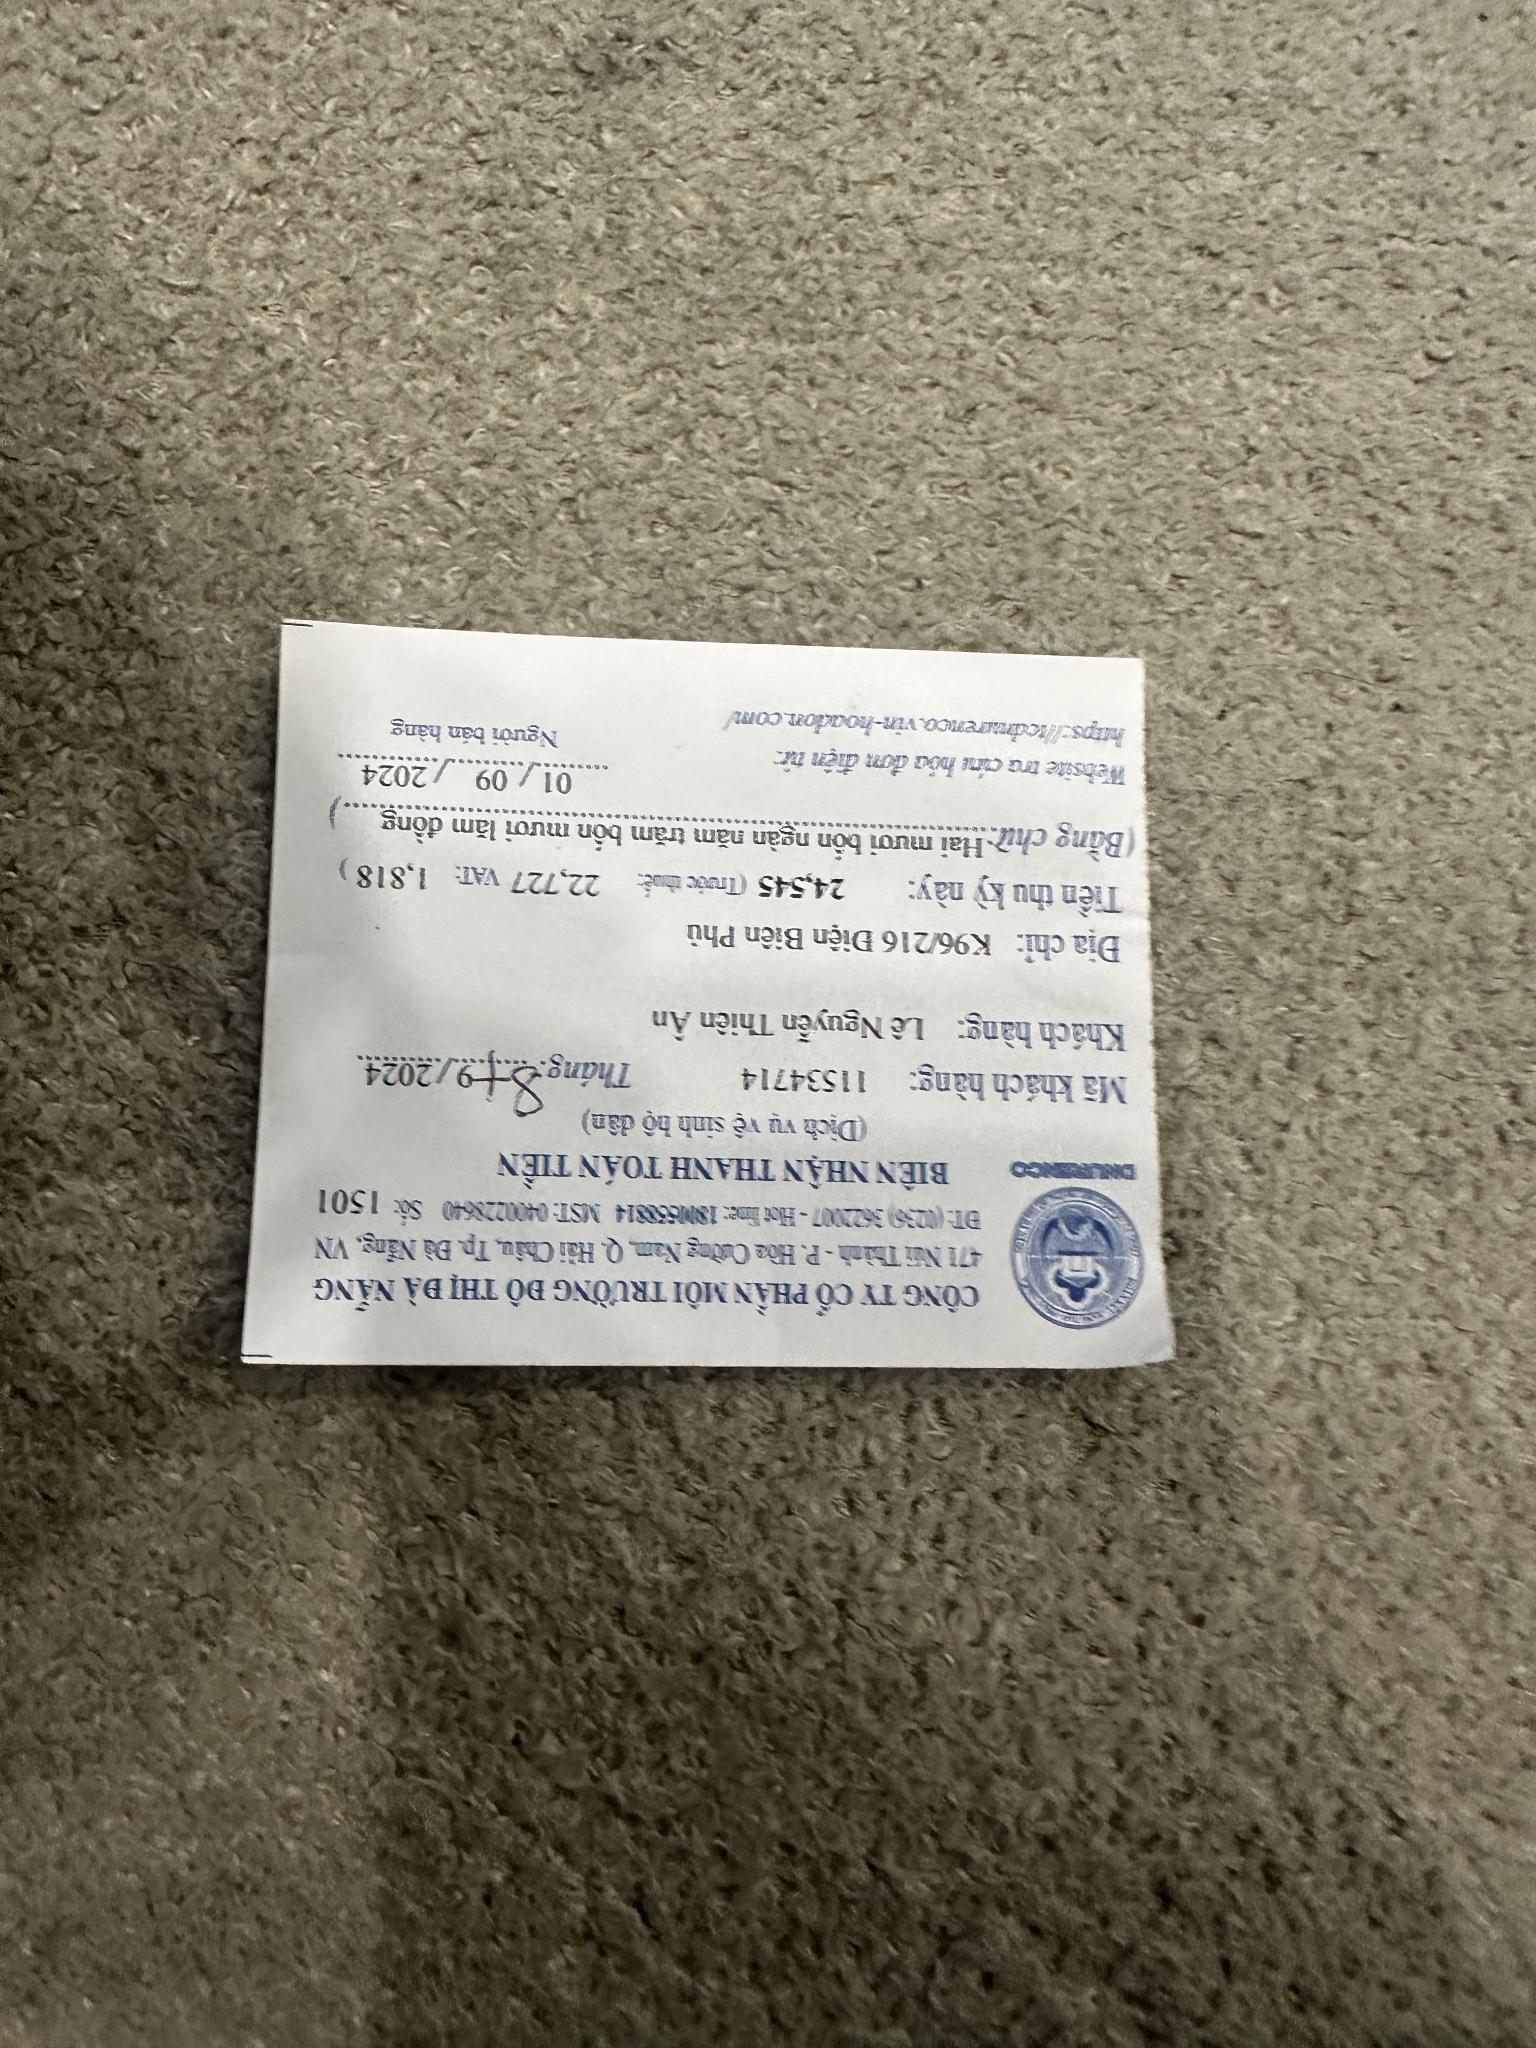 CÔNG TY CỔ PHẦN MÔI TRƯỜNG ĐÔ THỊ ĐÀ NẴNG
471 Núi Thành - P. Hòa Cường Nam, Q. Hải Châu, Tp. Đà Nẵng, VN
ĐT: (0236) 3622007 - Hot line: 1800558814 MST: 0400228640 Số: 1501
DNURENCO
BIÊN NHẬN THANH TOÁN TIỀN
(Dịch vụ vệ sinh hộ dân)
Mã khách hàng: 11534714 Tháng: 8+9/2024
Khách hàng: Lê Nguyễn Thiên Ân
Địa chỉ: K96/216 Điện Biên Phủ
Tiền thu kỳ này: 24,545 (Trước thuế: 22,727 VAT: 1,818 )
(Bằng chữ: Hai mươi bốn ngàn năm trăm bốn mươi lăm đồng )
Website tra cứu hóa đơn điện tử: 01 / 09 / 2024
https://tcdnurenco.vin-hoadon.com/ Người bán hàng